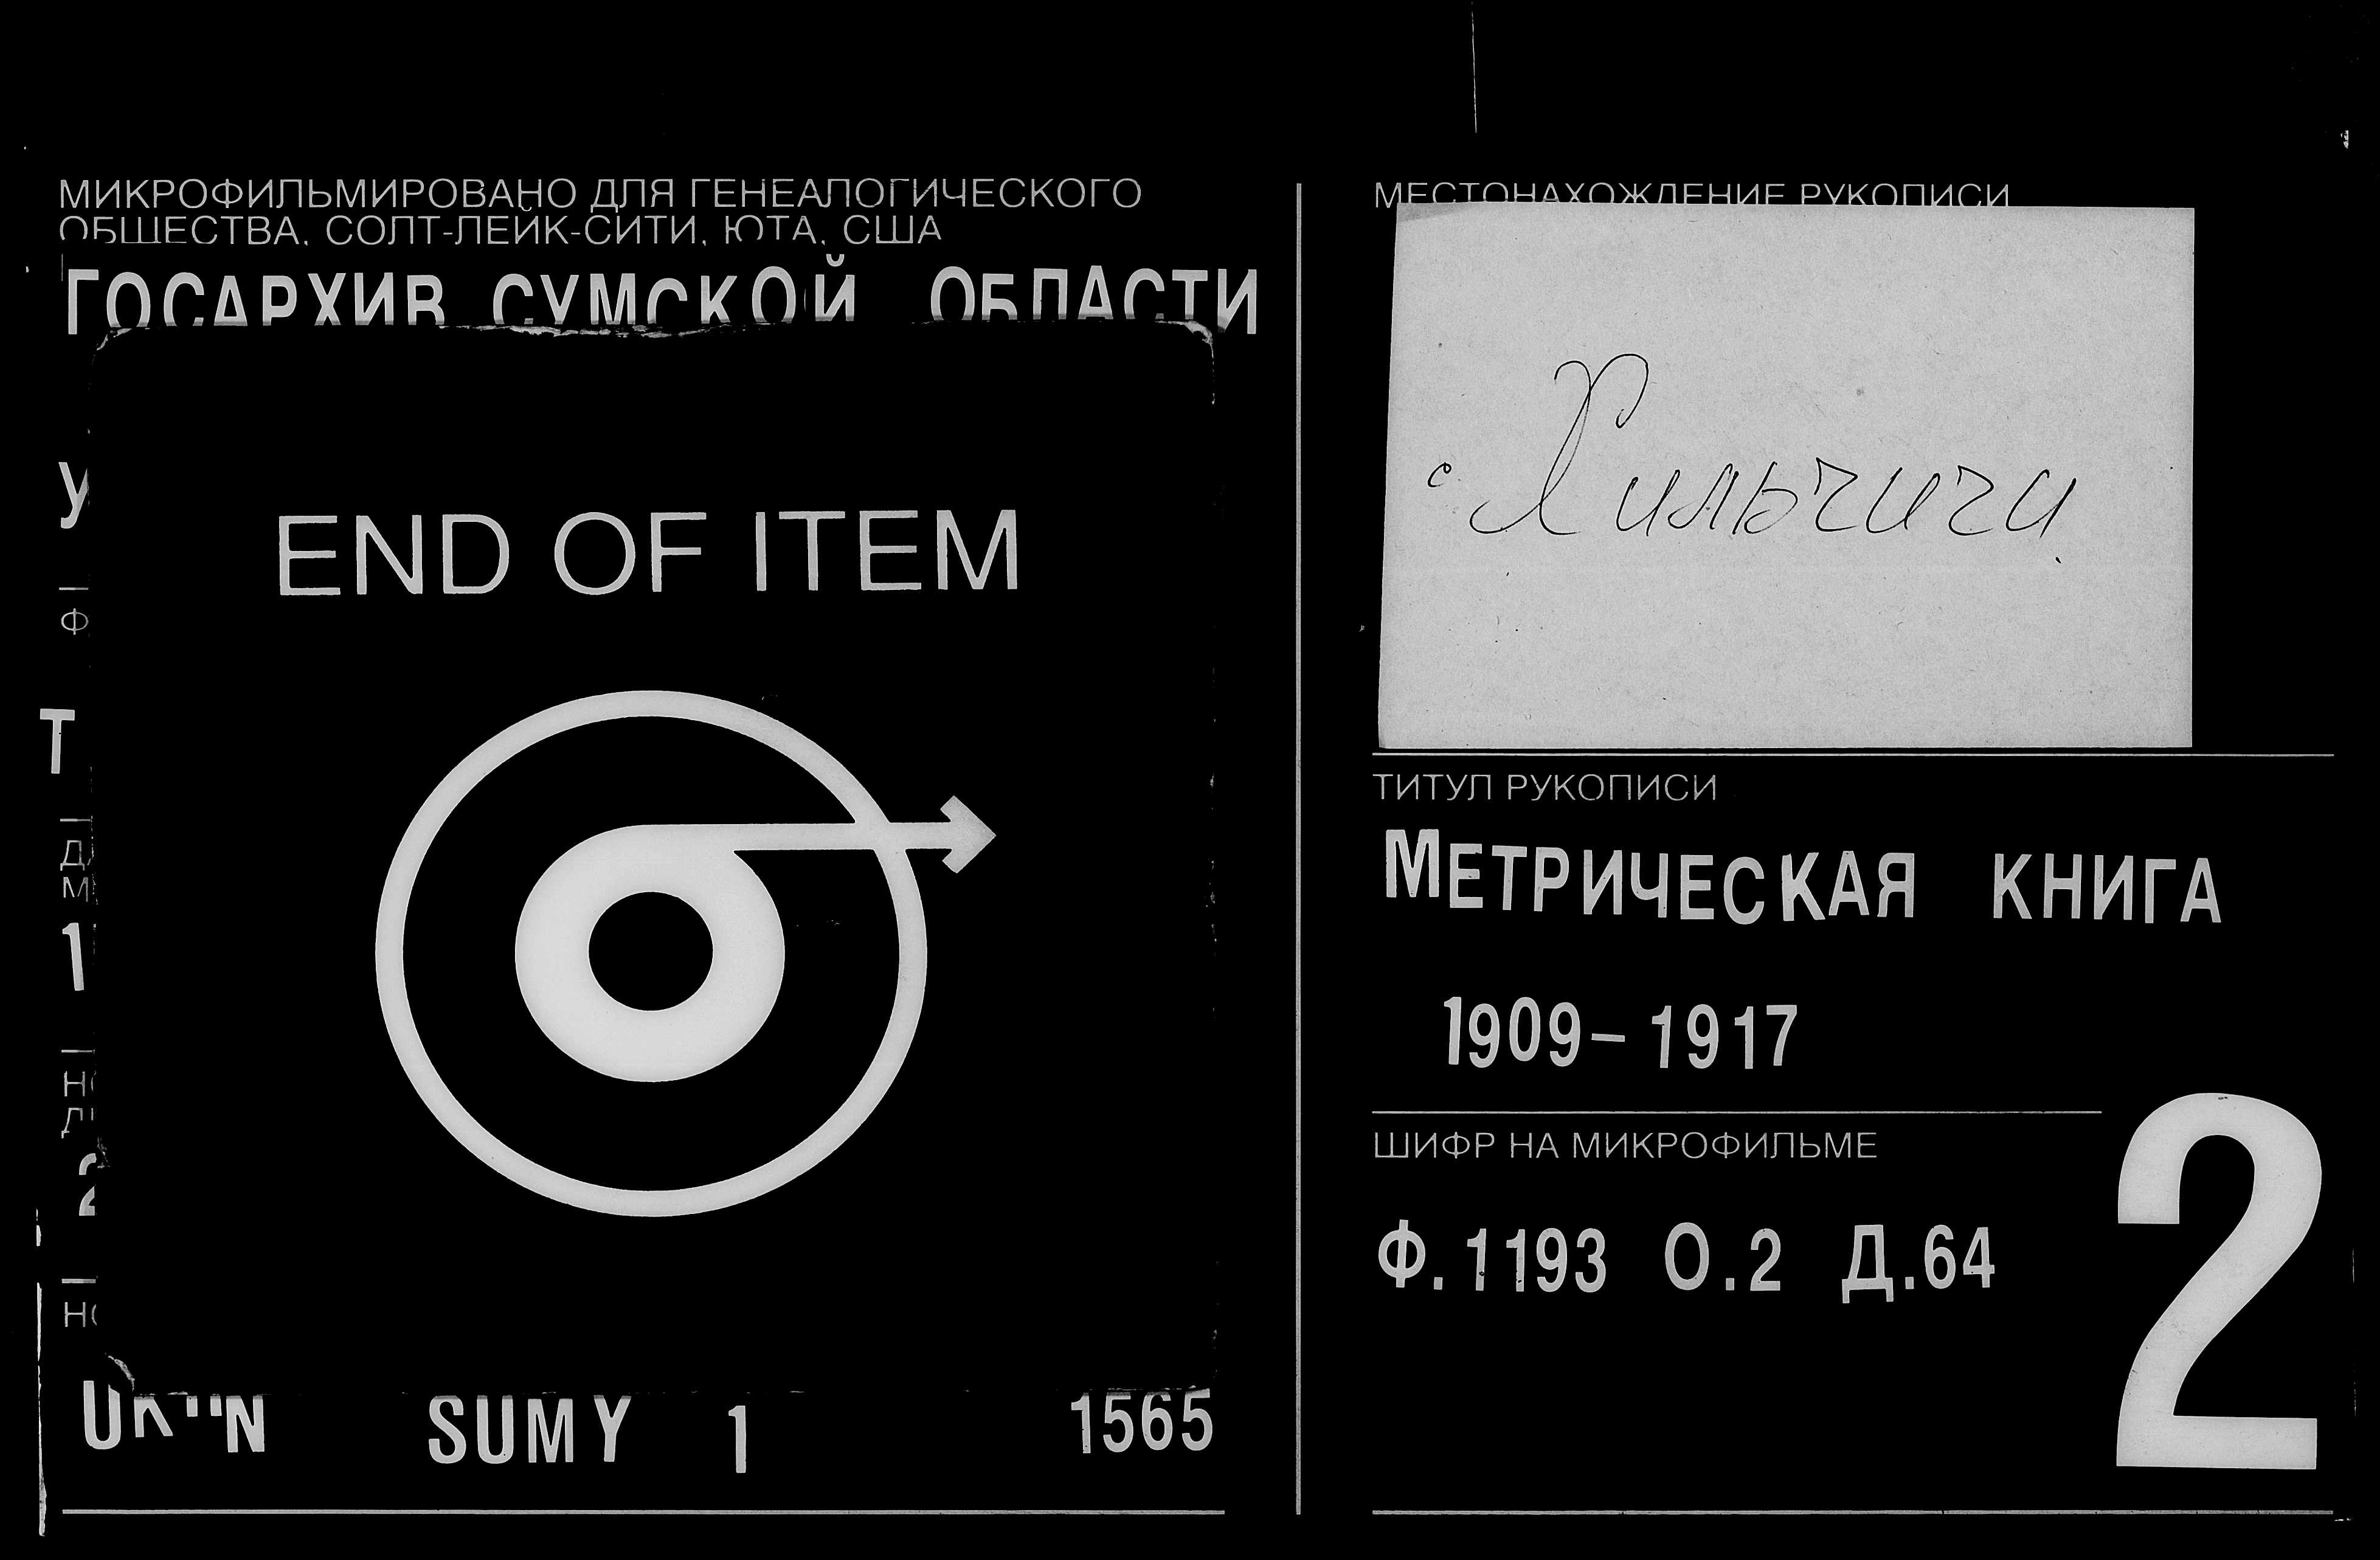 МИКРОФИЛЬМИРОВАНО ДЛЯ ГЕНЕАЛОГИЧЕСКОГО
ОБЩЕСТВА, СОЛТ-ЛЕЙК-СИТИ, ЮТА, США
ГОСАРХИВ СУМСКОЙ ОБЛАСТИ
END OF ITEM
SUMY 1 1565
МЕСТОНАХОЖДЕНИЕ РУКОПИСИ
с. Хильчичи
ТИТУЛ РУКОПИСИ
МЕТРИЧЕСКАЯ КНИГА
1909-1917
ШИФР НА МИКРОФИЛЬМЕ
Ф. 1193 О.2 Д.64
2